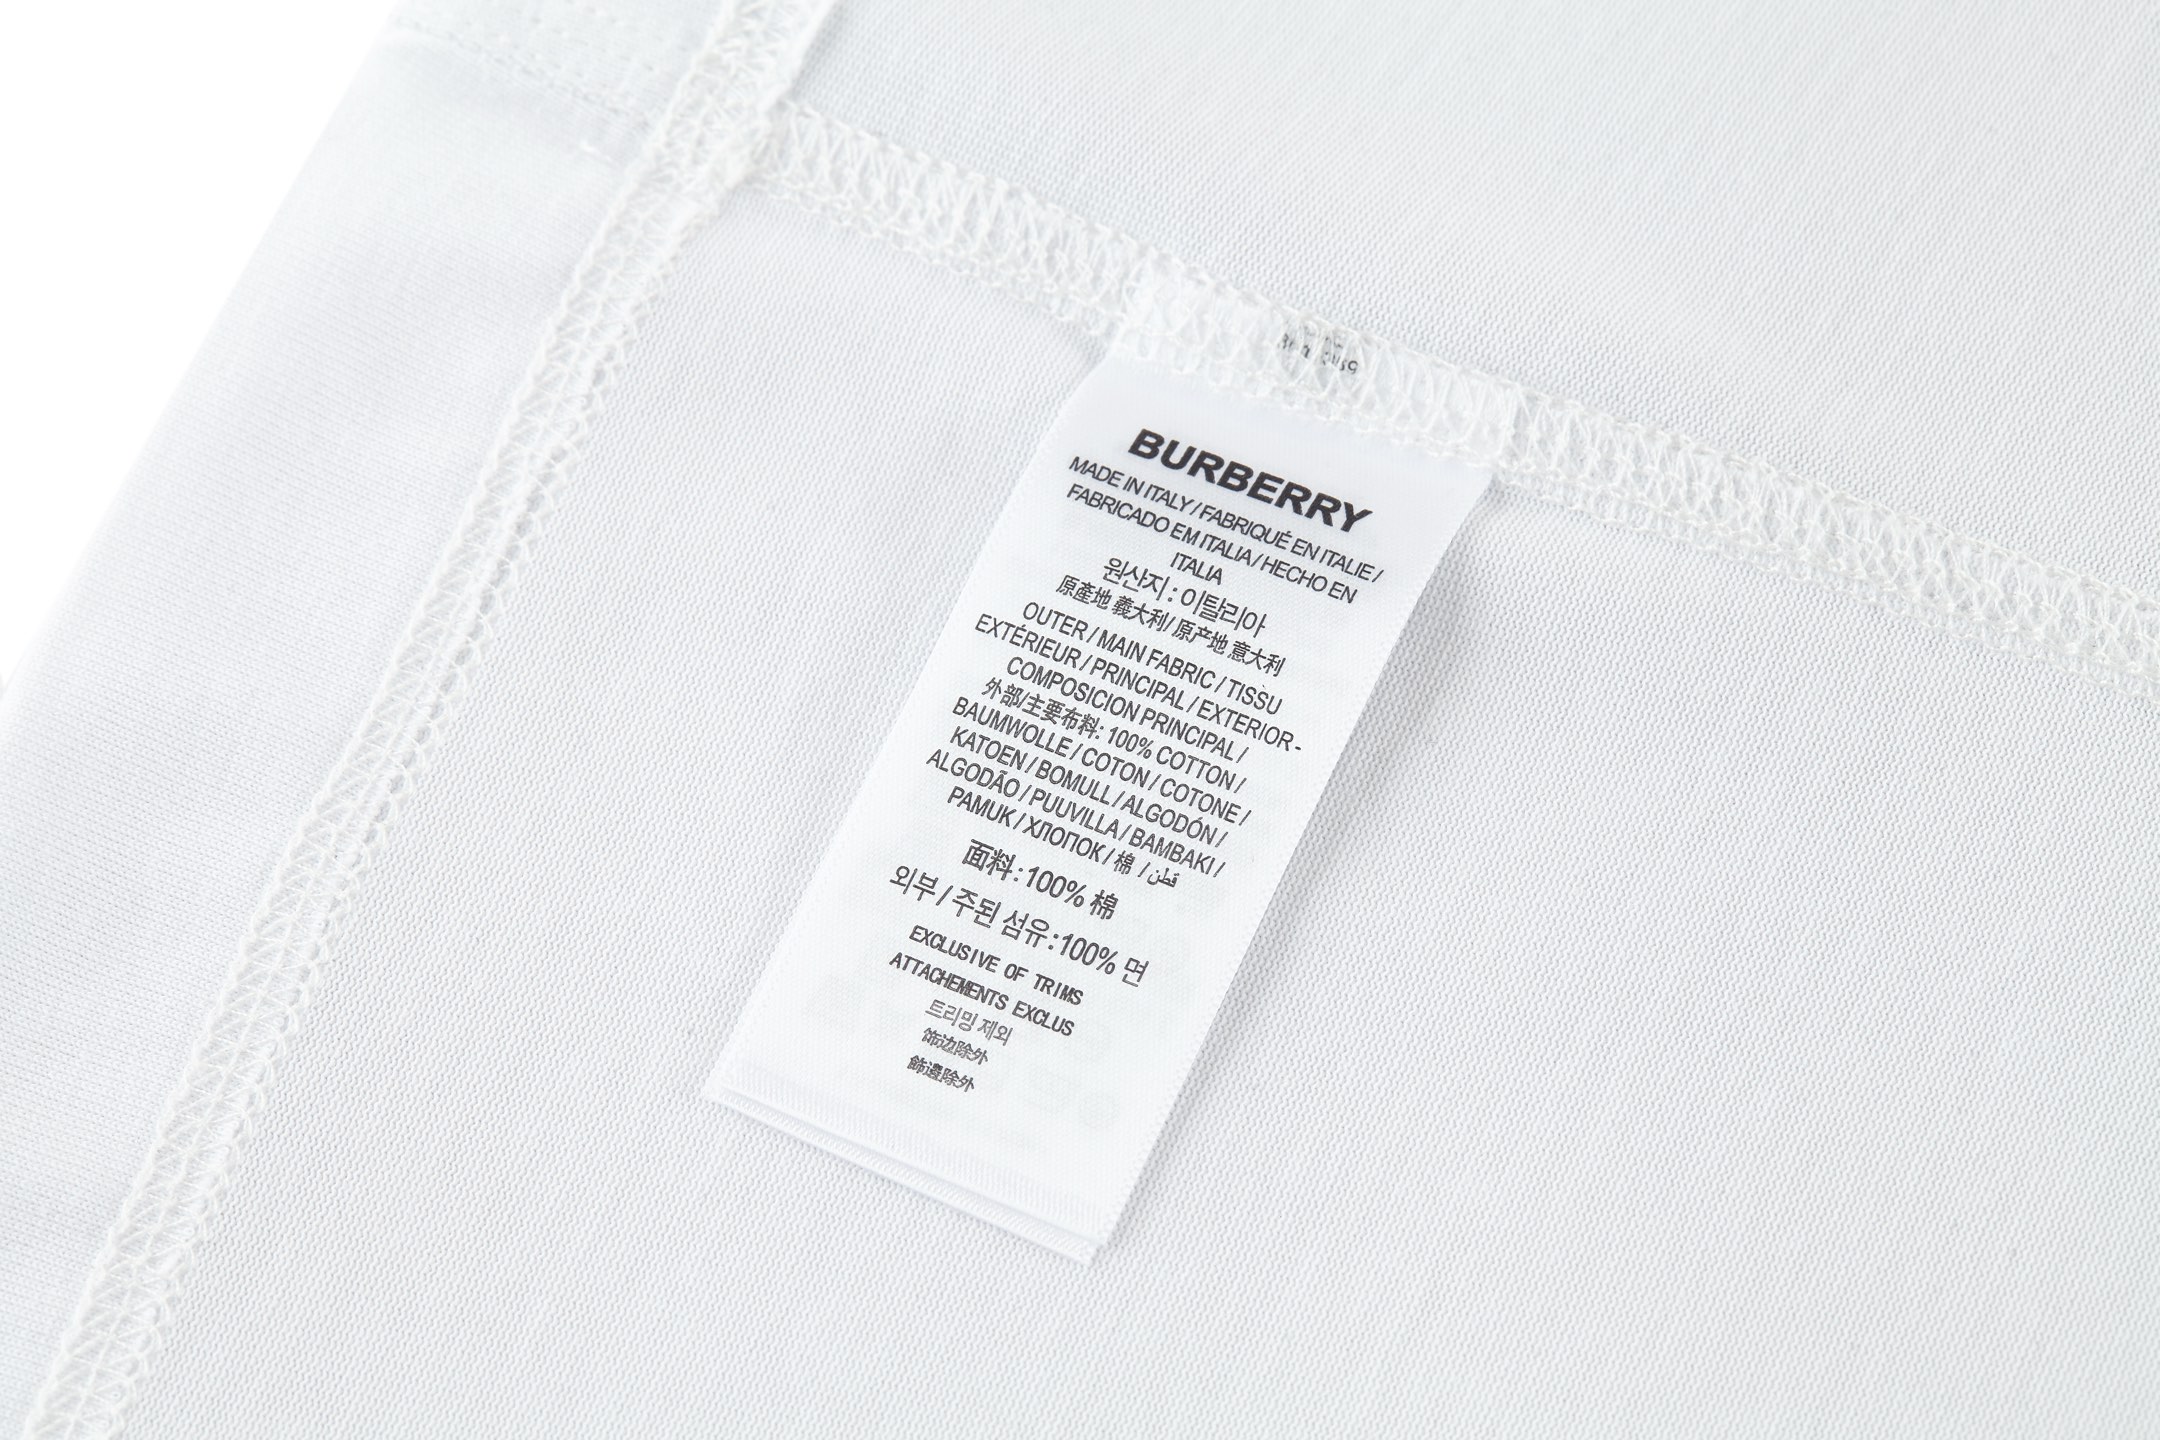 BURBERRY
MADE IN ITALY / FABRIQUÉ EN ITALIE /
FABRICADO EM ITALIA / HECHO EN
ITALIA
원산지 : 이탈리아
原產地 義大利/ 原产地 意大利
OUTER / MAIN FABRIC / TISSU
EXTÉRIEUR / PRINCIPAL / EXTERIOR -
COMPOSICION PRINCIPAL /
外部/主要布料: 100% COTTON /
BAUMWOLLE / COTON / COTONE /
KATOEN / BOMULL / ALGODÓN /
ALGODÃO / PUUVILLA / BAMBAKI /
PAMUK / ХЛОПОК / 棉 / قطن
面料 : 100% 棉
외부 / 주된 섬유 : 100% 면
EXCLUSIVE OF TRIMS
ATTACHEMENTS EXCLUS
트리밍 제외
饰边除外
飾邊除外